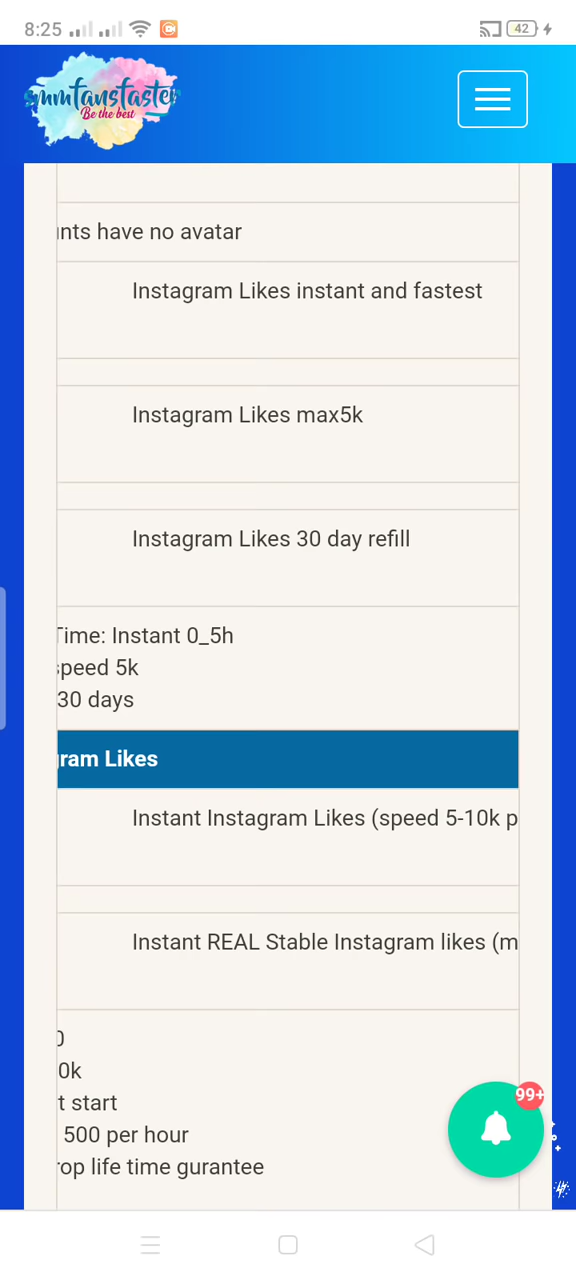 8:25
42
smmfansfaster
Be the best
nts have no avatar
Instagram Likes instant and fastest
Instagram Likes max5k
Instagram Likes 30 day refill
Time: Instant 0_5h
speed 5k
30 days
gram Likes
Instant Instagram Likes (speed 5-10k p
Instant REAL Stable Instagram likes (m
0
0k
t start
500 per hour
rop life time gurantee
99+